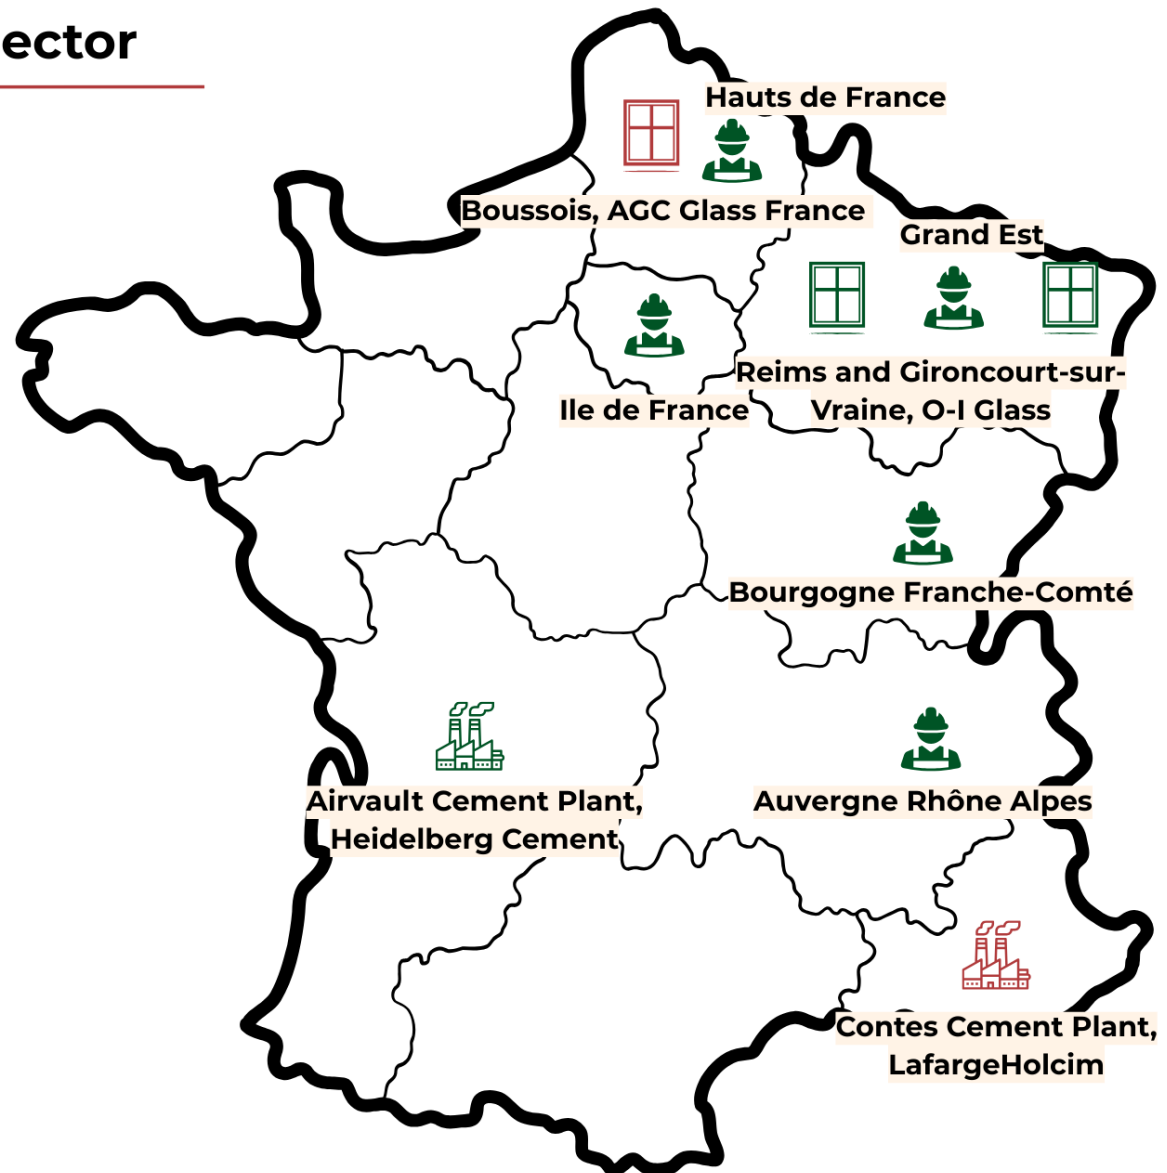 ector
Hauts de France
Boussois, AGC Glass France
Grand Est
Reims and Gironcourt-sur-
Vraine, O-I Glass
Ile de France
Bourgogne Franche-Comté
Airvault Cement Plant,
Heidelberg Cement
Auvergne Rhône Alpes
Contes Cement Plant,
LafargeHolcim